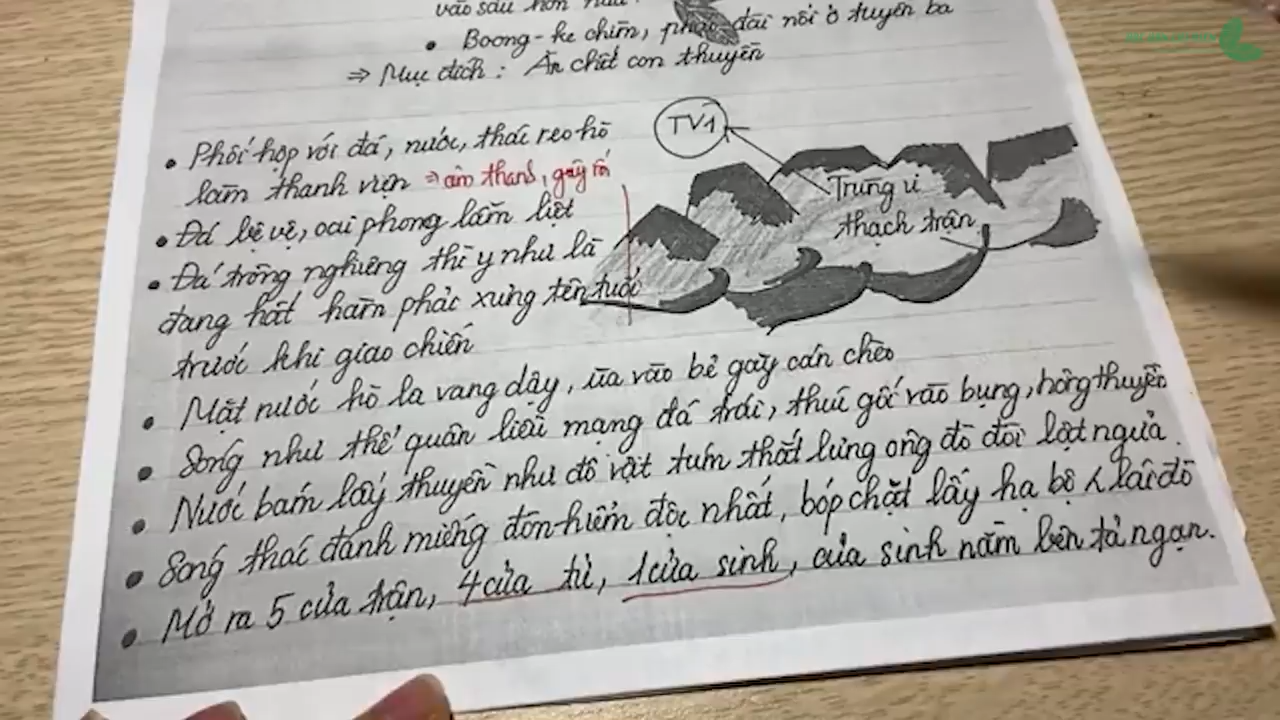 vào sâu hơn nữa.
• Boong-ke chìm, pháo đài nổi ở tuyến ba
⇒ Mục đích: Ăn chết con thuyền
• Phối hợp với đá, nước, thác reo hò
làm thanh viện ⇒ âm thanh, gây rối
• Đá bệ vệ, oai phong lẫm liệt
• Đá trông nghiêng thì y như là
đang hất hàm phải xưng tên tuổi
trước khi giao chiến
TV1
Trùng vi
thạch trận
• Mặt nước hò la vang dậy, ùa vào bẻ gãy cán chèo
• Sóng như thể quân liều mạng đá trái, thúc gối vào bụng, hông thuyền
• Nước bám lấy thuyền như đô vật túm thắt lưng ông đò đòi lật ngửa.
• Sóng thác đánh miếng đòn hiểm độc nhất, bóp chặt lấy hạ bộ < lái đò
• Mở ra 5 cửa trận, 4 cửa tử, 1 cửa sinh, cửa sinh nằm bên tả ngạn.